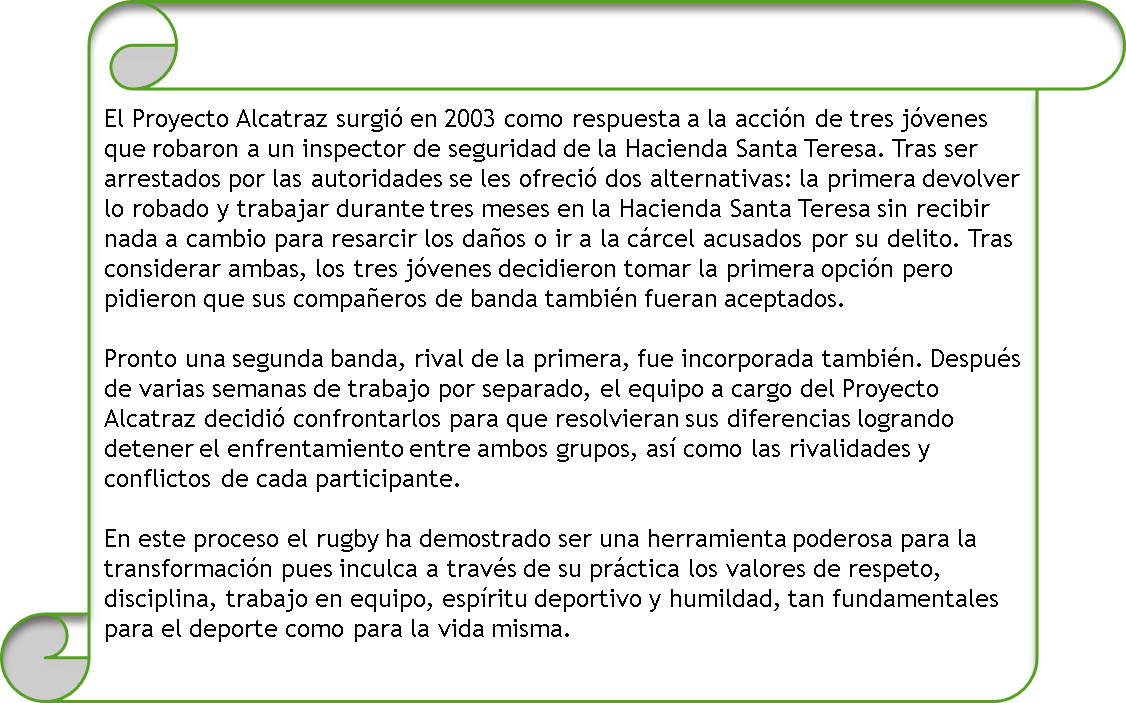 El Proyecto Alcatraz surgió en 2003 como respuesta a la acción de tres jóvenes
que robaron a un inspector de seguridad de la Hacienda Santa Teresa. Tras ser
arrestados por las autoridades se les ofreció dos alternativas: la primera devolver
lo robado y trabajar durante tres meses en la Hacienda Santa Teresa sin recibir
nada a cambio para resarcir los daños o ir a la cárcel acusados por su delito. Tras
considerar ambas, los tres jóvenes decidieron tomar la primera opción pero
pidieron que sus compañeros de banda también fueran aceptados.
Pronto una segunda banda, rival de la primera, fue incorporada también. Después
de varias semanas de trabajo por separado, el equipo a cargo del Proyecto
Alcatraz decidió confrontarlos para que resolvieran sus diferencias logrando
detener el enfrentamiento entre ambos grupos, así como las rivalidades y
conflictos de cada participante.
En este proceso el rugby ha demostrado ser una herramienta poderosa para la
transformación pues inculca a través de su práctica los valores de respeto,
disciplina, trabajo en equipo, espíritu deportivo y humildad, tan fundamentales
para el deporte como para la vida misma.